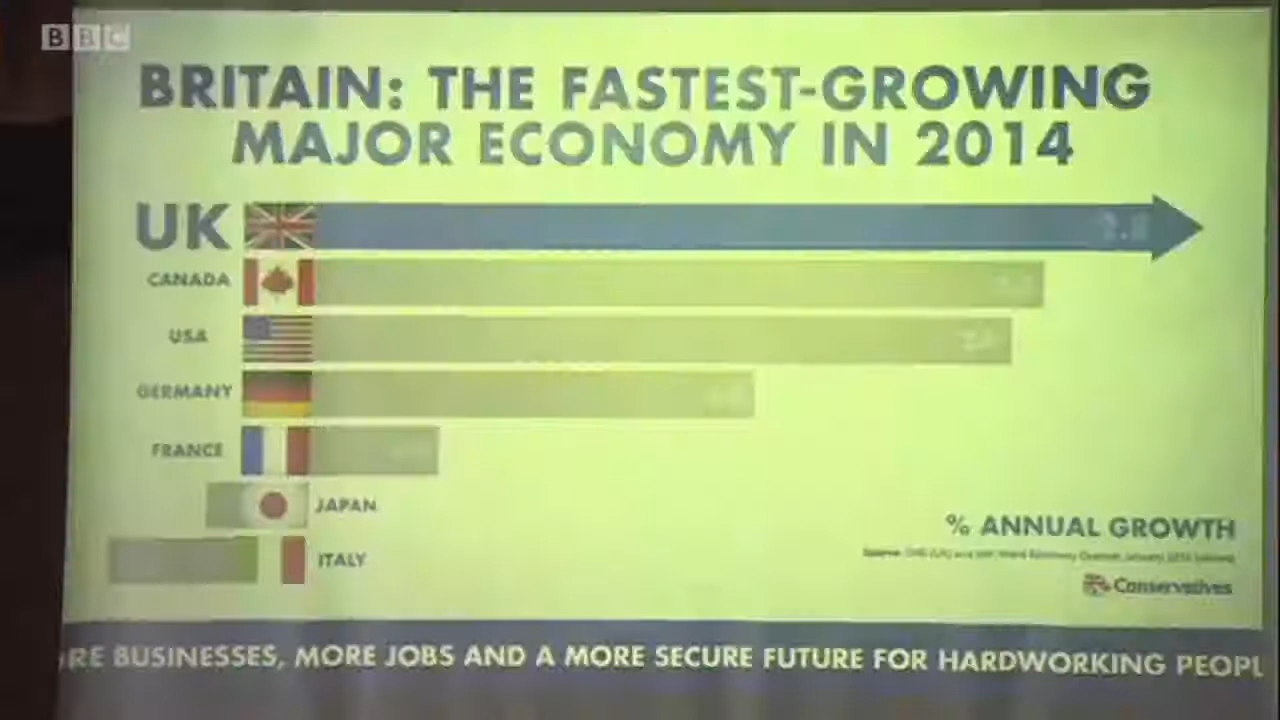 BBC
BRITAIN: THE FASTEST-GROWING
MAJOR ECONOMY IN 2014
UK
CANADA
USA
GERMANY
FRANCE
JAPAN
ITALY
% ANNUAL GROWTH
Source:
Conservatives
BUSINESSES, MORE JOBS AND A MORE SECURE FUTURE FOR HARDWORKING PEOPL